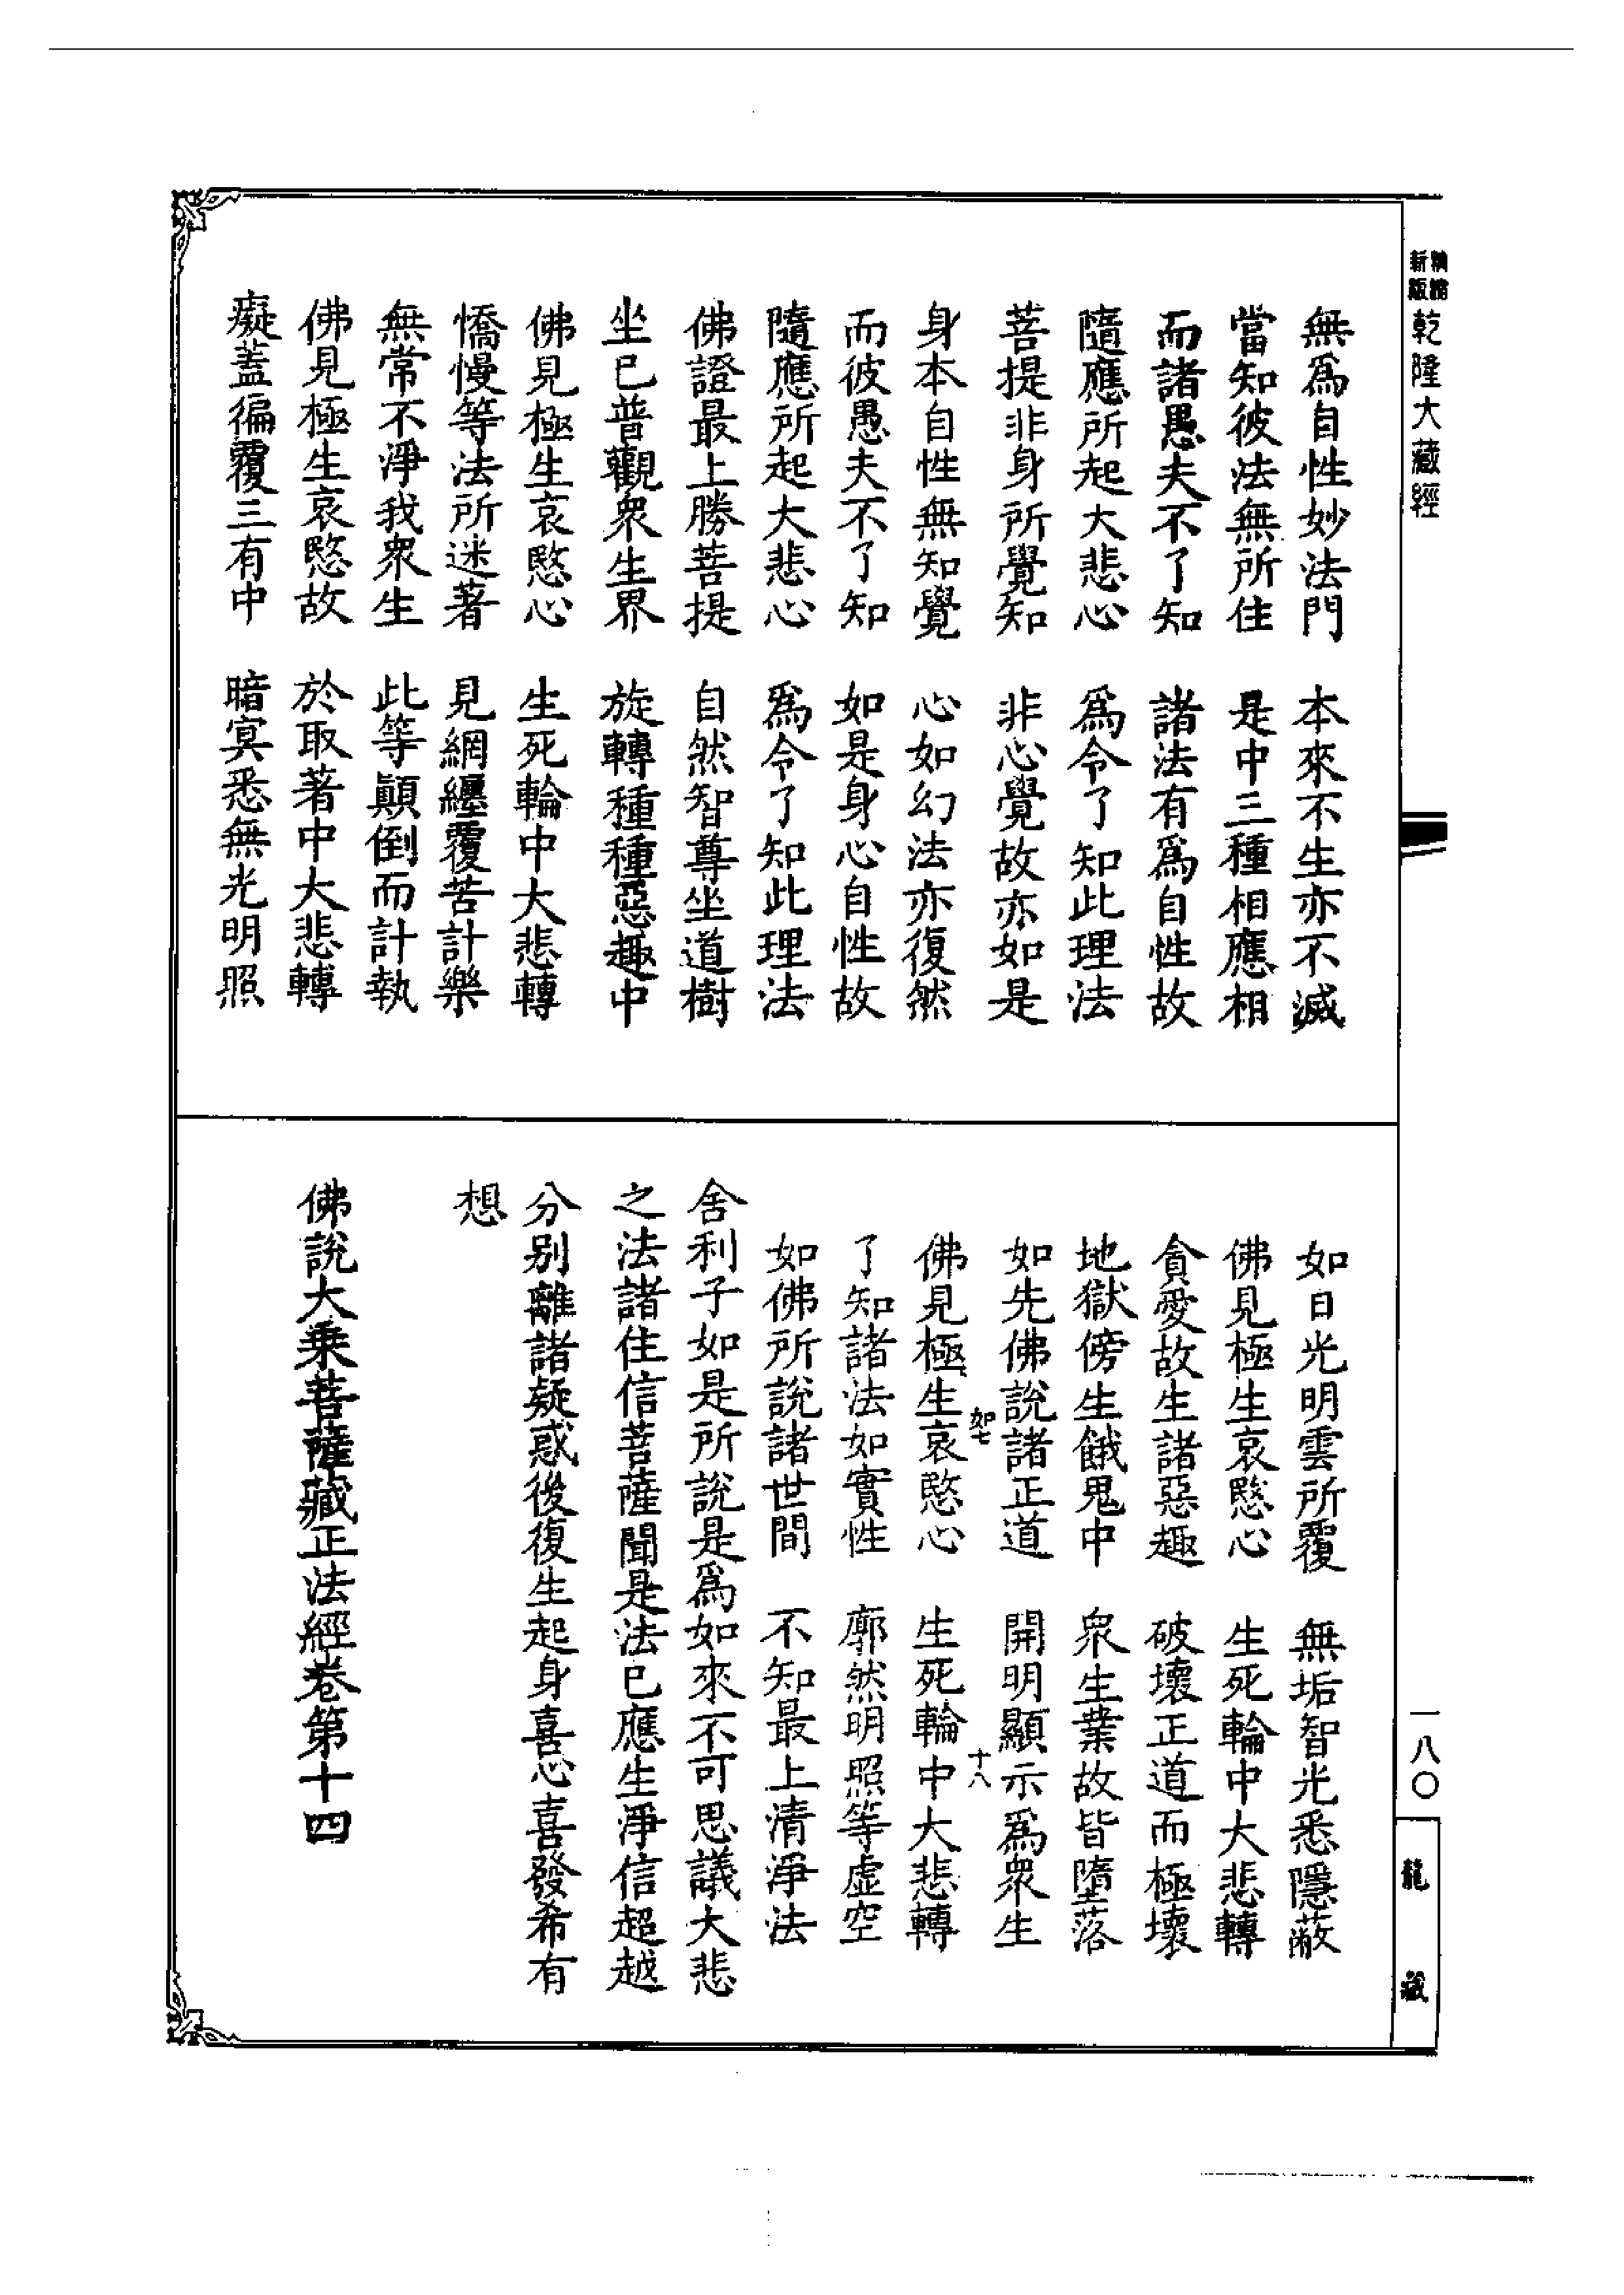 新版精縮乾隆大藏經
無爲自性妙法門　本來不生亦不滅
當知彼法無所住　是中三種相應相
而諸愚夫不了知　諸法有爲自性故
隨應所起大悲心　爲令了知此理法
菩提非身所覺知　非心覺故亦如是
身本自性無知覺　心如幻法亦復然
而彼愚夫不了知　如是身心自性故
隨應所起大悲心　爲令了知此理法
佛證最上勝菩提　自然智尊坐道樹
坐已普觀衆生界　旋轉種種惡趣中
佛見極生哀愍心　生死輪中大悲轉
憍慢等法所迷著　見網纏覆苦計樂
無常不淨我衆生　此等顛倒而計執
佛見極生哀愍故　於取著中大悲轉
癡蓋徧覆三有中　暗冥悉無光明照
如日光明雲所覆　無垢智光悉隱蔽
佛見極生哀愍心　生死輪中大悲轉
貪愛故生諸惡趣　破壞正道而極壞
地獄傍生餓鬼中　衆生業故皆墮落
如先佛說諸正道　開明顯示爲衆生
如七　十八
佛見極生哀愍心　生死輪中大悲轉
了知諸法如實性　廓然明照等虛空
如佛所說諸世間　不知最上清淨法
舍利子如是所說是爲如來不可思議大悲
之法諸住信菩薩聞是法已應生淨信超越
分别離諸疑惑後復生起身喜心喜發希有
想
佛說大乘菩薩藏正法經卷第十四
一八〇
龍藏